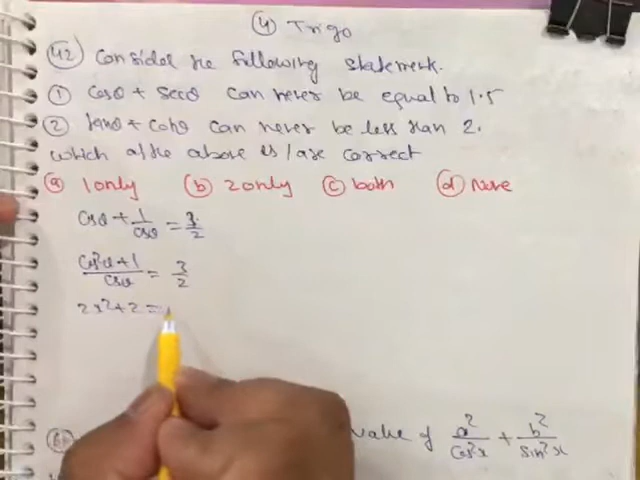 (4) Trigo
(42) Consider the following statement.
(1) Cosθ + Secθ can never be equal to 1.5
(2) tanθ + Cotθ can never be less than 2.
which of the above is/are correct
(a) 1 only (b) 2 only (c) both (d) None
Cosθ + 1/Cosθ = 3/2
Cos²θ + 1/Cosθ = 3/2
2x² + 2 =
value of a²/Cos²x + b²/Sin²x